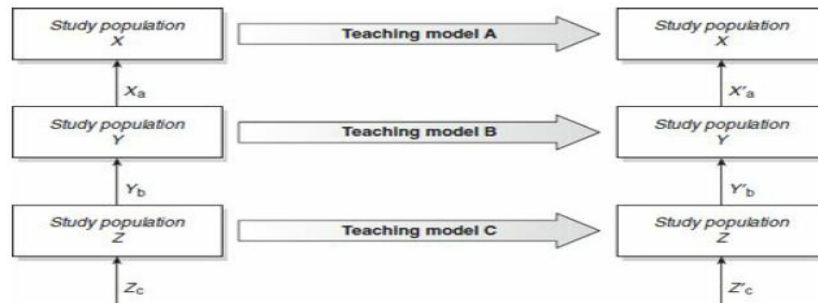 Study population
X
Teaching model A
Study population
X
Xa
X'a
Study population
Y
Teaching model B
Study population
Y
Yb
Y'b
Study population
Z
Teaching model C
Study population
Z
Zc
Z'c